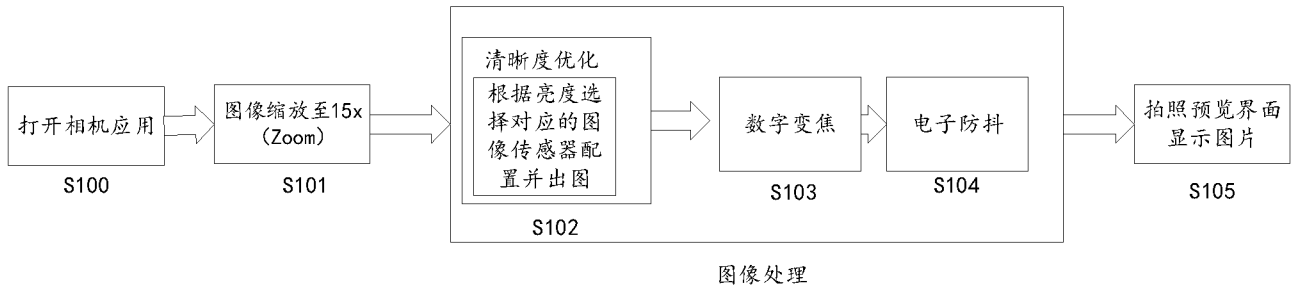 打开相机应用
S100
图像缩放至15x
(Zoom)
S101
清晰度优化
根据亮度选
择对应的图
像传感器配
置并出图
S102
数字变焦
S103
电子防抖
S104
图像处理
拍照预览界面
显示图片
S105